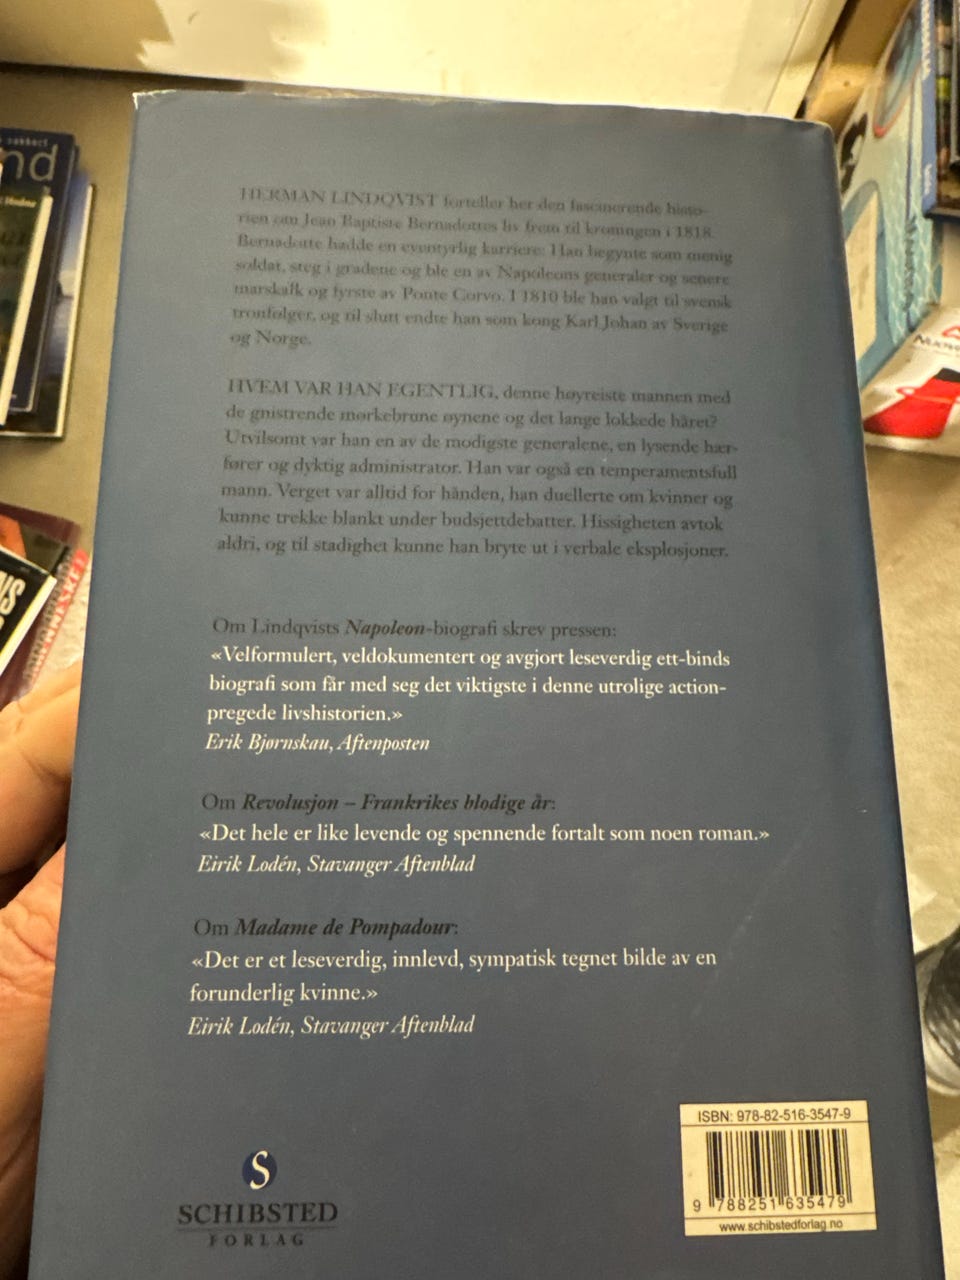 HERMAN LINDQVIST forteller her den fascinerende histo-
rien om Jean Baptiste Bernadottes liv frem til kroningen i 1818.
Bernadotte hadde en eventyrlig karriere: Han begynte som menig
soldat, steg i gradene og ble en av Napoleons generaler og senere
marskalk og fyrste av Ponte Corvo. I 1810 ble han valgt til svensk
tronfølger, og til slutt endte han som kong Karl Johan av Sverige
og Norge.
HVEM VAR HAN EGENTLIG, denne høyreiste mannen med
de gnistrende mørkebrune øynene og det lange lokkede håret?
Utvilsomt var han en av de modigste generalene, en lysende hær-
fører og dyktig administrator. Han var også en temperamentsfull
mann. Verget var alltid for hånden, han duellerte om kvinner og
kunne trekke blankt under budsjettdebatter. Hissigheten avtok
aldri, og til stadighet kunne han bryte ut i verbale eksplosjoner.
Om Lindqvists Napoleon-biografi skrev pressen:
«Velformulert, veldokumentert og avgjort leseverdig ett-binds
biografi som får med seg det viktigste i denne utrolige action-
pregede livshistorien.»
Erik Bjørnskau, Aftenposten
Om Revolusjon – Frankrikes blodige år:
«Det hele er like levende og spennende fortalt som noen roman.»
Eirik Lodén, Stavanger Aftenblad
Om Madame de Pompadour:
«Det er et leseverdig, innlevd, sympatisk tegnet bilde av en
forunderlig kvinne.»
Eirik Lodén, Stavanger Aftenblad
S
SCHIBSTED
FORLAG
ISBN: 978-82-516-3547-9
9 788251 635479
www.schibstedforlag.no